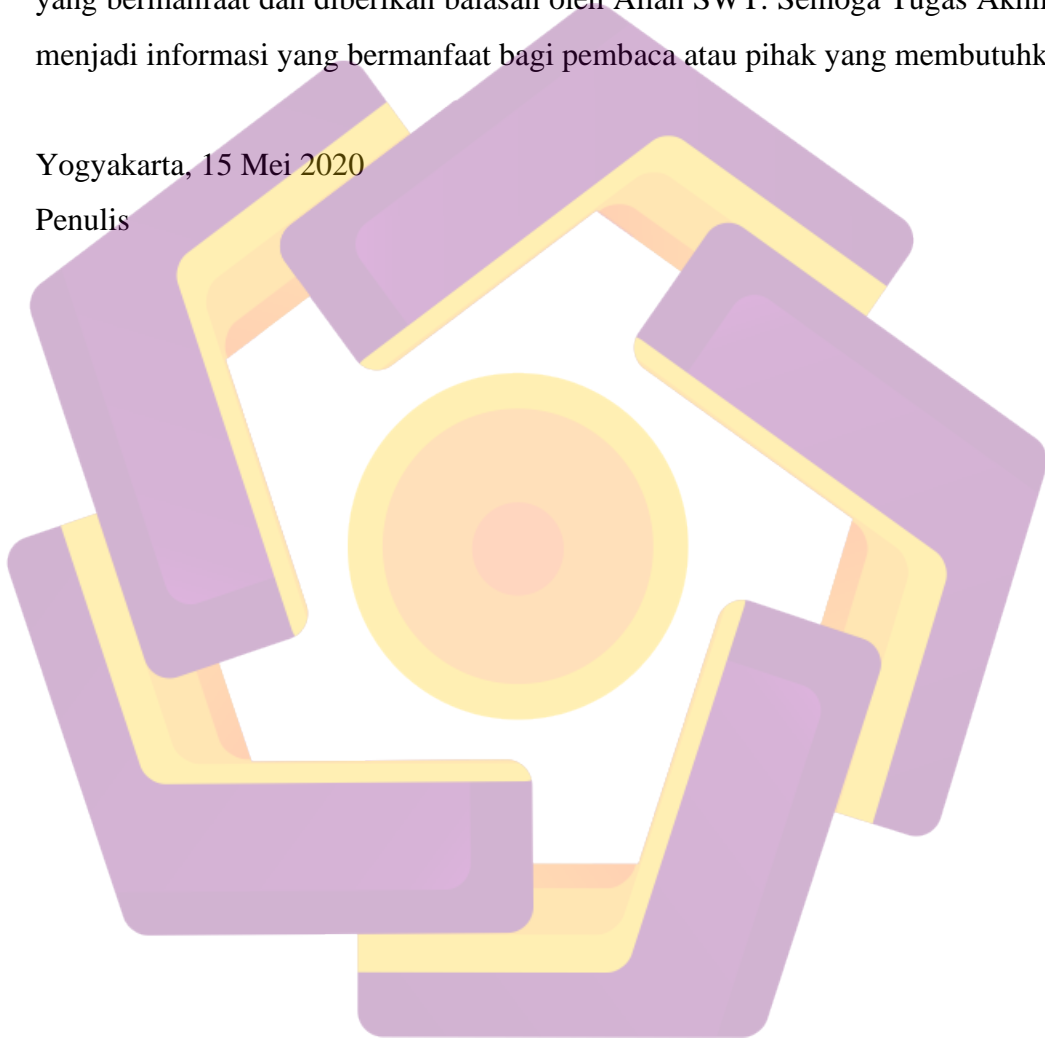 yang bermanfaat dan diberikan balasan oleh Allah SWT. Semoga Tugas Akhi
menjadi informasi yang bermanfaat bagi pembaca atau pihak yang membutuhk
Yogyakarta, 15 Mei 2020
Penulis